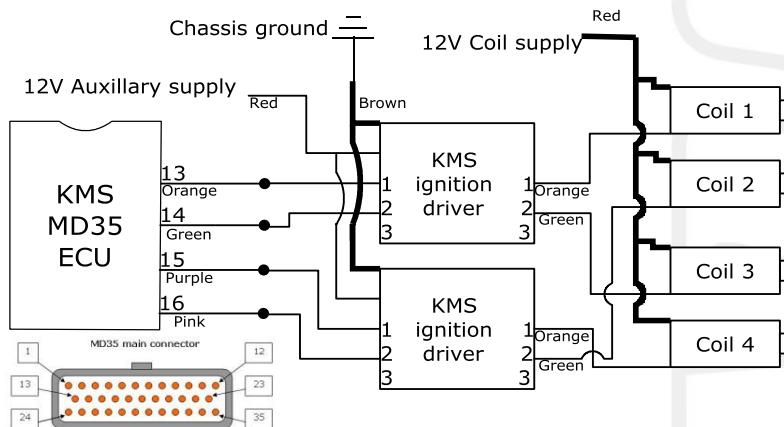 Red
Chassis ground
12V Coil supply
12V Auxillary supply
Red
Brown
KMS
MD35
ECU
13
Orange
14
Green
15
Purple
16
Pink
KMS
ignition
driver
1
2
3
1
Orange
2
Green
3
KMS
ignition
driver
1
2
3
1
Orange
2
Green
3
Coil 1
Coil 2
Coil 3
Coil 4
MD35 main connector
1
12
13
23
24
35